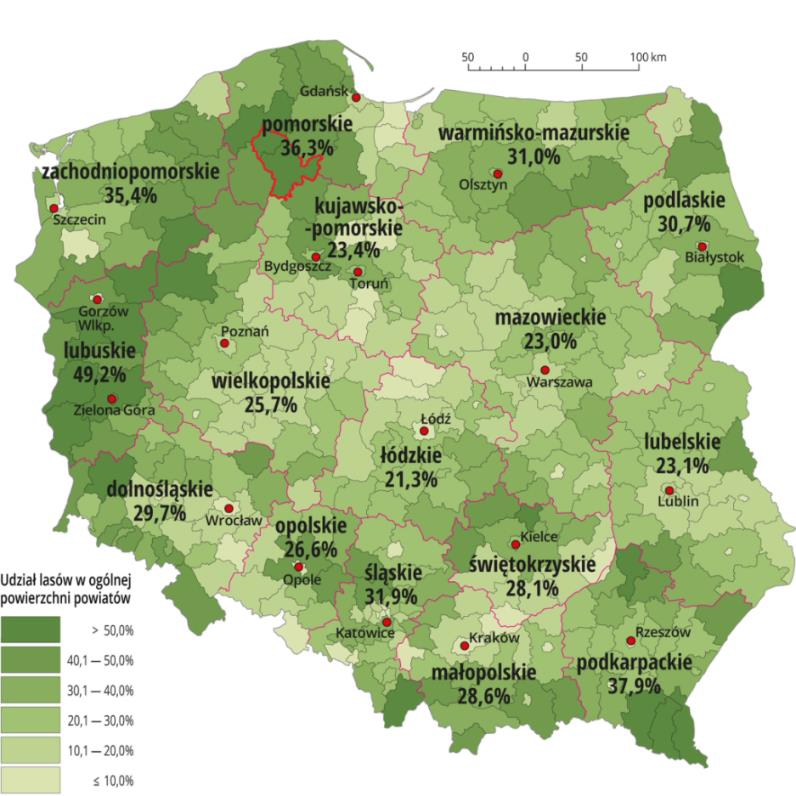 50 0 50 100 km
Gdańsk
pomorskie
36,3%
warmińsko-mazurskie
31,0%
Olsztyn
zachodniopomorskie
35,4%
Szczecin
podlaskie
30,7%
Białystok
kujawsko-
-pomorskie
23,4%
Bydgoszcz
Toruń
Gorzów
Wlkp.
lubuskie
49,2%
Zielona Góra
Poznań
wielkopolskie
25,7%
mazowieckie
23,0%
Warszawa
Łódź
łódzkie
21,3%
lubelskie
23,1%
Lublin
dolnośląskie
29,7%
Wrocław
opolskie
26,6%
Opole
śląskie
31,9%
Katowice
Kielce
świętokrzyskie
28,1%
Kraków
małopolskie
28,6%
Rzeszów
podkarpackie
37,9%
Udział lasów w ogólnej
powierzchni powiatów
> 50,0%
40,1 — 50,0%
30,1 — 40,0%
20,1 — 30,0%
10,1 — 20,0%
≤ 10,0%